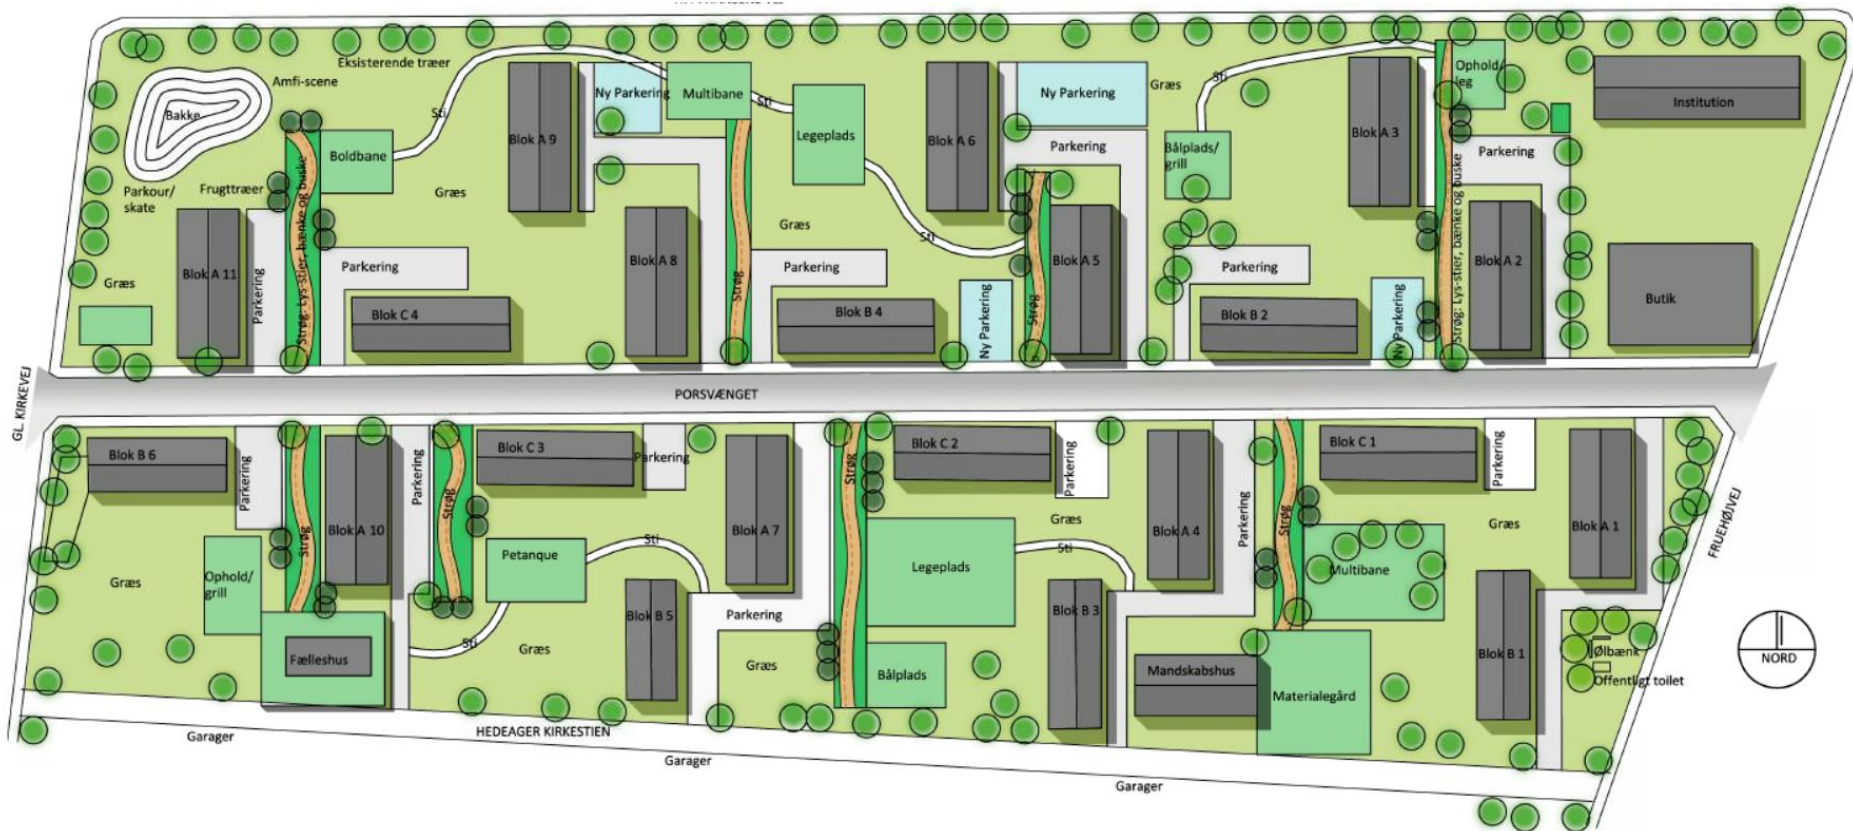 Eksisterende træer
Amfi-scene
Bakke
Sti
Blok A 9
Ny Parkering
Multibane
Sti
Legeplads
Blok A 6
Ny Parkering
Græs
Sti
Ophold/
leg
Institution
Boldbane
Parkering
Bålplads/
grill
Blok A 3
Parkering
Parkour/
skate
Frugttræer
Græs
Strøg: Lys-stier, bænke og buske
Græs
Sti
Strøg: Lys-stier, bænke og buske
Græs
Blok A 11
Parkering
Parkering
Blok A 8
Strøg
Parkering
Blok A 5
Parkering
Blok A 2
Butik
Blok C 4
Blok B 4
Ny Parkering
Strøg
Blok B 2
Ny Parkering
GL. KIRKEVEJ
PORSVÆNGET
FRUEHØJVEJ
Blok B 6
Parkering
Strøg
Blok A 10
Parkering
Strøg
Blok C 3
Parkering
Blok A 7
Strøg
Blok C 2
Parkering
Græs
Blok A 4
Parkering
Strøg
Blok C 1
Parkering
Græs
Blok A 1
Græs
Ophold/
grill
Petanque
Sti
Legeplads
Sti
Multibane
Fælleshus
Sti
Græs
Blok B 5
Parkering
Græs
Bålplads
Blok B 3
Mandskabshus
Materialegård
Blok B 1
Ølbænk
Offentligt toilet
NORD
Garager
HEDEAGER KIRKESTIEN
Garager
Garager